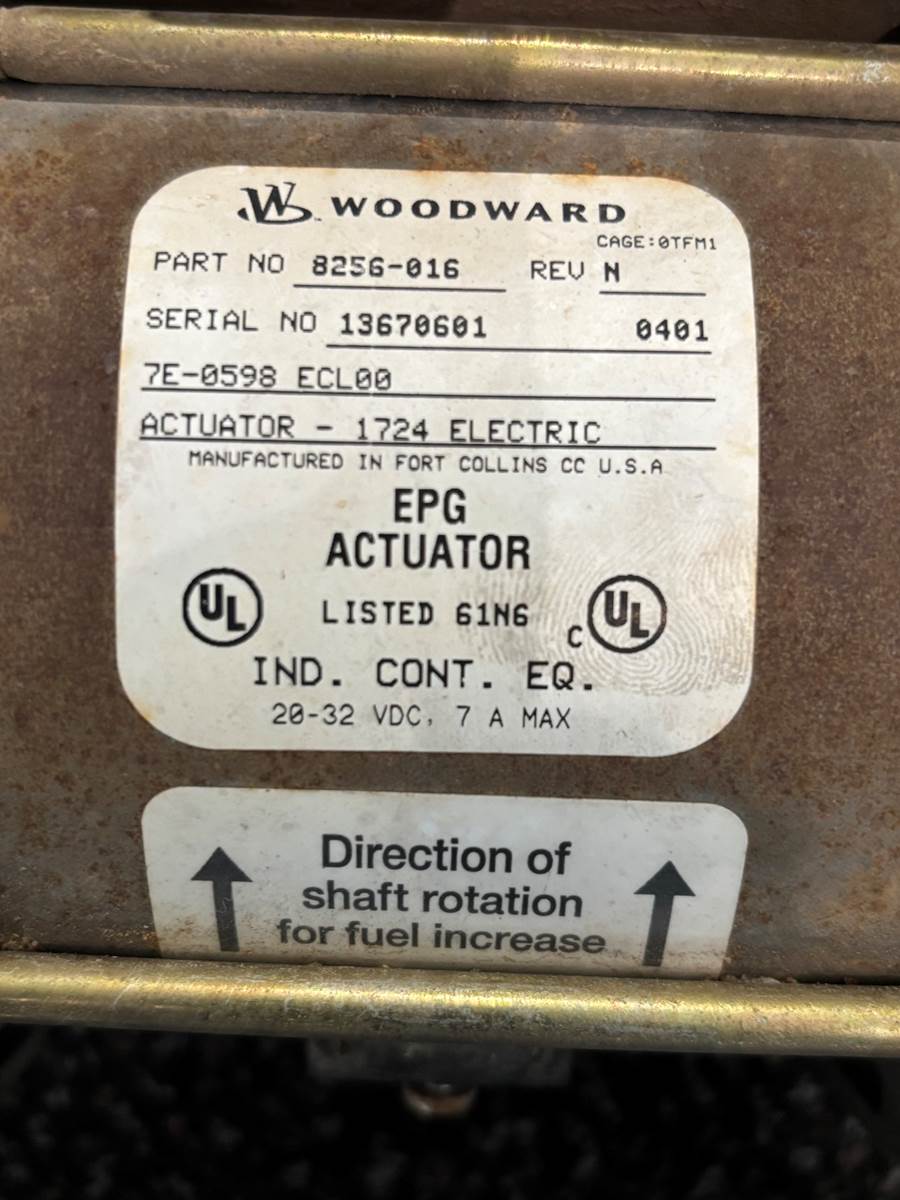 W WOODWARD
CAGE:0TFM1
PART NO 8256-016 REV N
SERIAL NO 13670601 0401
7E-0598 ECL00
ACTUATOR - 1724 ELECTRIC
MANUFACTURED IN FORT COLLINS CC U.S.A
EPG
ACTUATOR
UL LISTED 61N6 C UL
IND. CONT. EQ.
20-32 VDC, 7 A MAX
Direction of
shaft rotation
for fuel increase